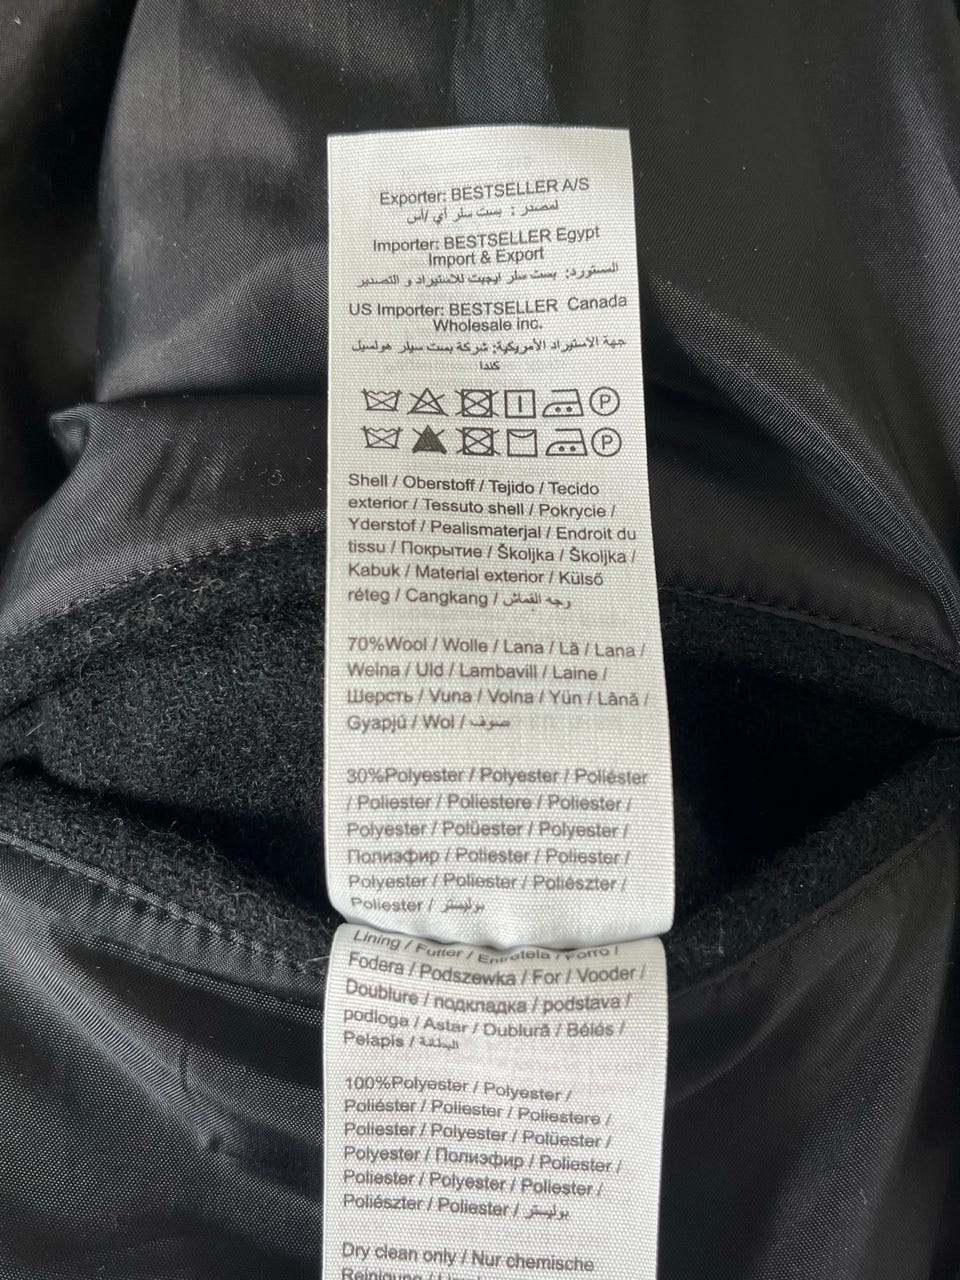 Exporter: BESTSELLER A/S
لمصدر : بست سلر أي /أس
Importer: BESTSELLER Egypt
Import & Export
المستورد: بست سلر ايجبت للاستيراد و التصدير
US Importer: BESTSELLER Canada
Wholesale inc.
جهة الاستيراد الأمريكية: شركة بست سيلر هولسيل
كندا
P
P
Shell / Oberstoff / Tejido / Tecido
exterior / Tessuto shell / Pokrycie /
Yderstof / Pealismaterjal / Endroit du
tissu / Покрытие / Školjka / Školjka /
Kabuk / Material exterior / Külső
réteg / Cangkang / وجه القماش
70%Wool / Wolle / Lana / Lã / Lana /
Wełna / Uld / Lambavill / Laine /
Шерсть / Vuna / Volna / Yün / Lână /
Gyapjú / Wol / صوف
30%Polyester / Polyester / Poliéster
/ Poliester / Poliestere / Poliester /
Polyester / Polüester / Polyester /
Полиэфир / Poliester / Poliester /
Polyester / Poliester / Poliészter /
Poliester / بوليستر
Lining / Futter / Entretela / Forro /
Fodera / Podszewka / For / Vooder /
Doublure / подкладка / podstava /
podloga / Astar / Dublură / Bélés /
Pelapis / البطانة
100%Polyester / Polyester /
Poliéster / Poliester / Poliestere /
Poliester / Polyester / Polüester /
Polyester / Полиэфир / Poliester /
Poliester / Polyester / Poliester /
Poliészter / Poliester / بوليستر
Dry clean only / Nur chemische
Reinigung